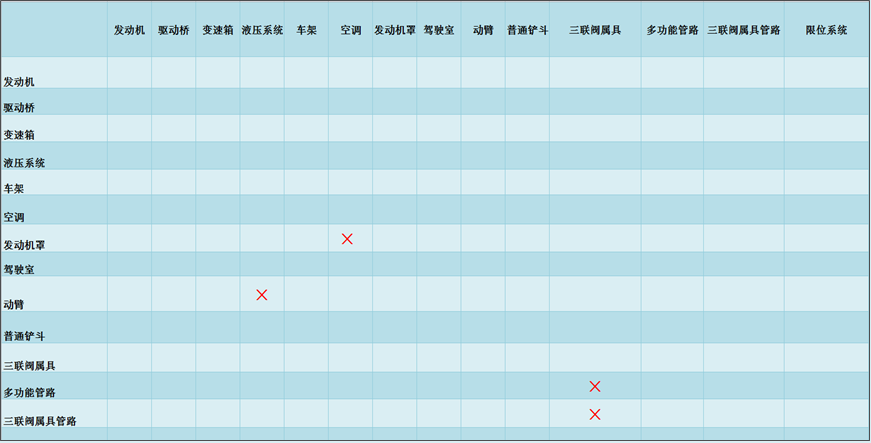 发动机 驱动桥 变速箱 液压系统 车架 空调 发动机罩 驾驶室 动臂 普通铲斗 三联阀属具 多功能管路 三联阀属具管路 限位系统
发动机
驱动桥
变速箱
液压系统
车架
空调
发动机罩 ×
驾驶室
动臂 ×
普通铲斗
三联阀属具
多功能管路 ×
三联阀属具管路 ×